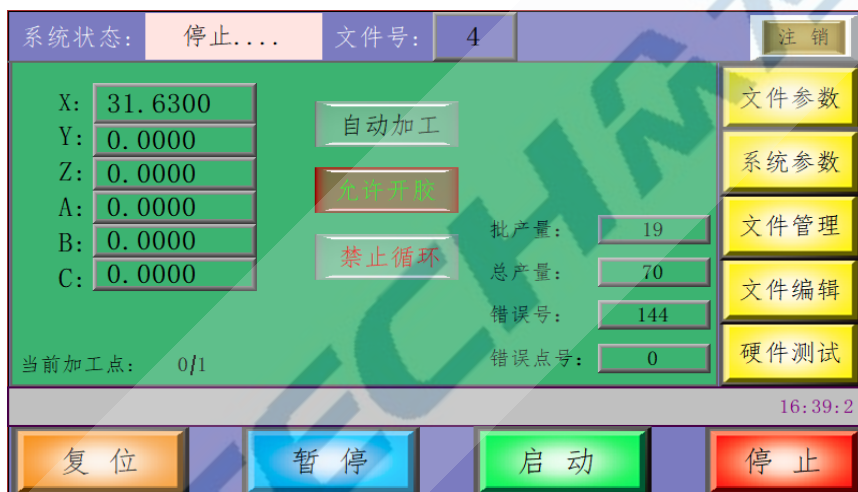 系统状态: 停止.... 文件号: 4 注 销
X: 31.6300
Y: 0.0000
Z: 0.0000
A: 0.0000
B: 0.0000
C: 0.0000
自动加工
允许开胶
禁止循环
批产量: 19
总产量: 70
错误号: 144
错误点号: 0
当前加工点: 0/1
文件参数
系统参数
文件管理
文件编辑
硬件测试
16:39:2
复 位 暂 停 启 动 停 止